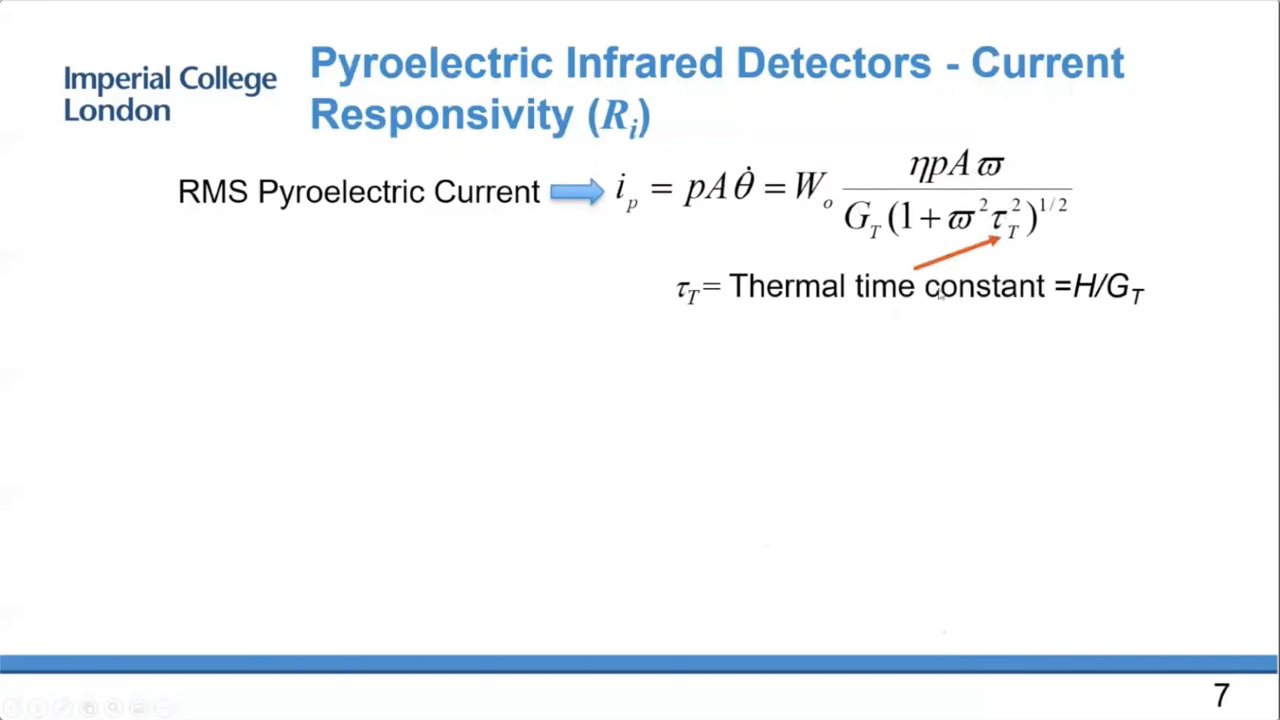 Imperial College
London
Pyroelectric Infrared Detectors - Current
Responsivity (Rᵢ)
RMS Pyroelectric Current
i_p = pAθ̇ = W_o ηpAϖ / G_T(1+ϖ²τ_T²)^1/2
τ_T= Thermal time constant =H/G_T
7